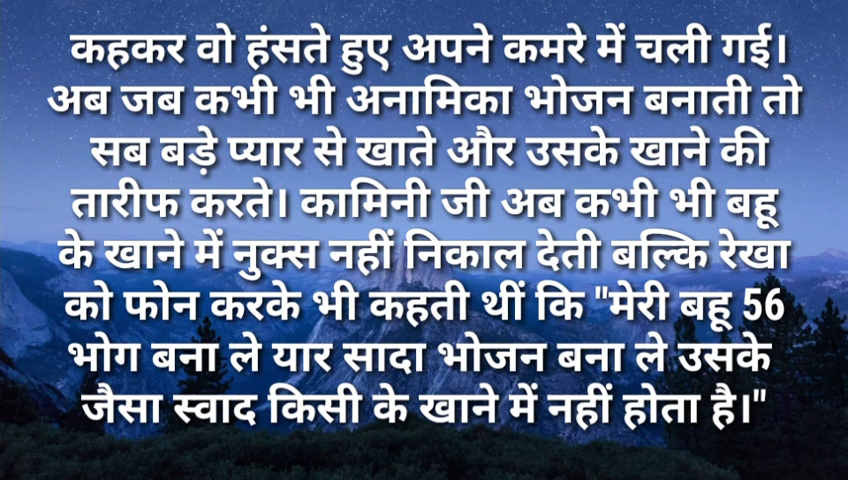 कहकर वो हंसते हुए अपने कमरे में चली गई।
अब जब कभी भी अनामिका भोजन बनाती तो
सब बड़े प्यार से खाते और उसके खाने की
तारीफ करते। कामिनी जी अब कभी भी बहू
के खाने में नुक्स नहीं निकाल देती बल्कि रेखा
को फोन करके भी कहती थीं कि "मेरी बहू 56
भोग बना ले यार सादा भोजन बना ले उसके
जैसा स्वाद किसी के खाने में नहीं होता है।"